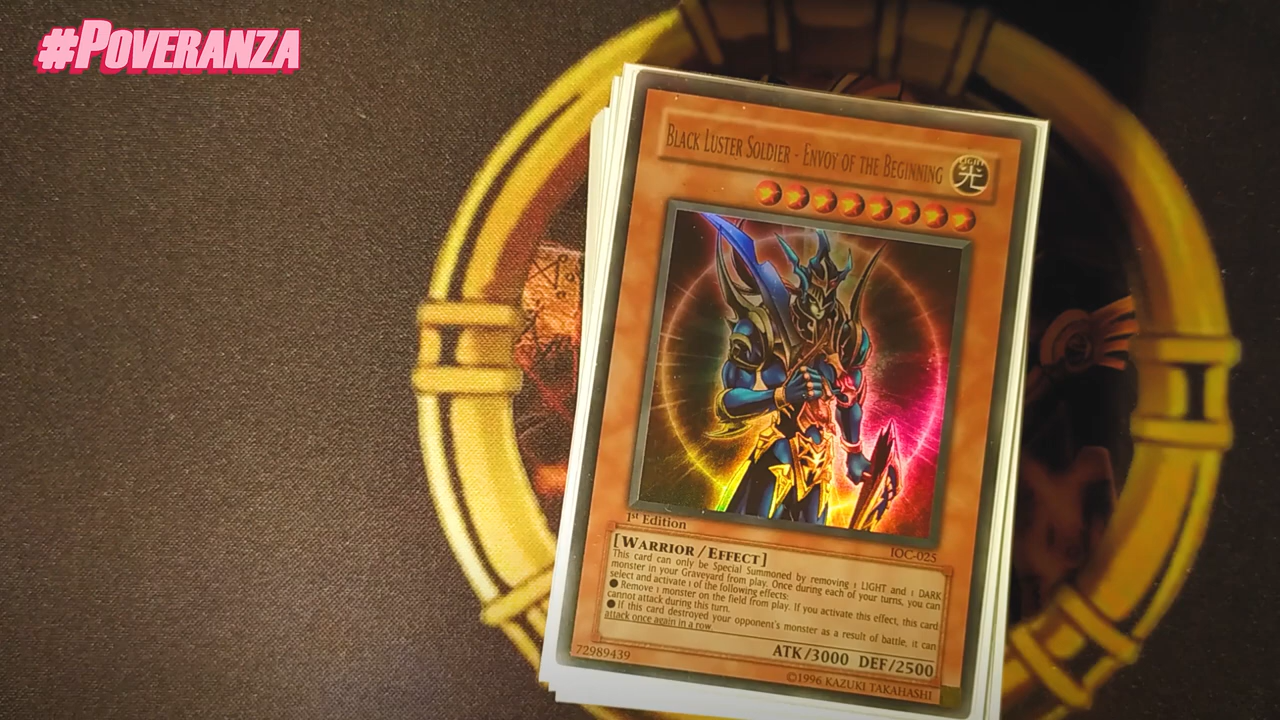 #POVERANZA
BLACK LUSTER SOLDIER - ENVOY OF THE BEGINNING
LIGHT
光
1st Edition
IOC-025
[WARRIOR/EFFECT]
This card can only be Special Summoned by removing 1 LIGHT and 1 DARK
monster in your Graveyard from play. Once during each of your turns, you can
select and activate 1 of the following effects:
● Remove 1 monster on the field from play. If you activate this effect, this card
cannot attack during this turn.
● If this card destroyed your opponent's monster as a result of battle, it can
attack once again in a row
ATK/3000 DEF/2500
72989439
©1996 KAZUKI TAKAHASHI